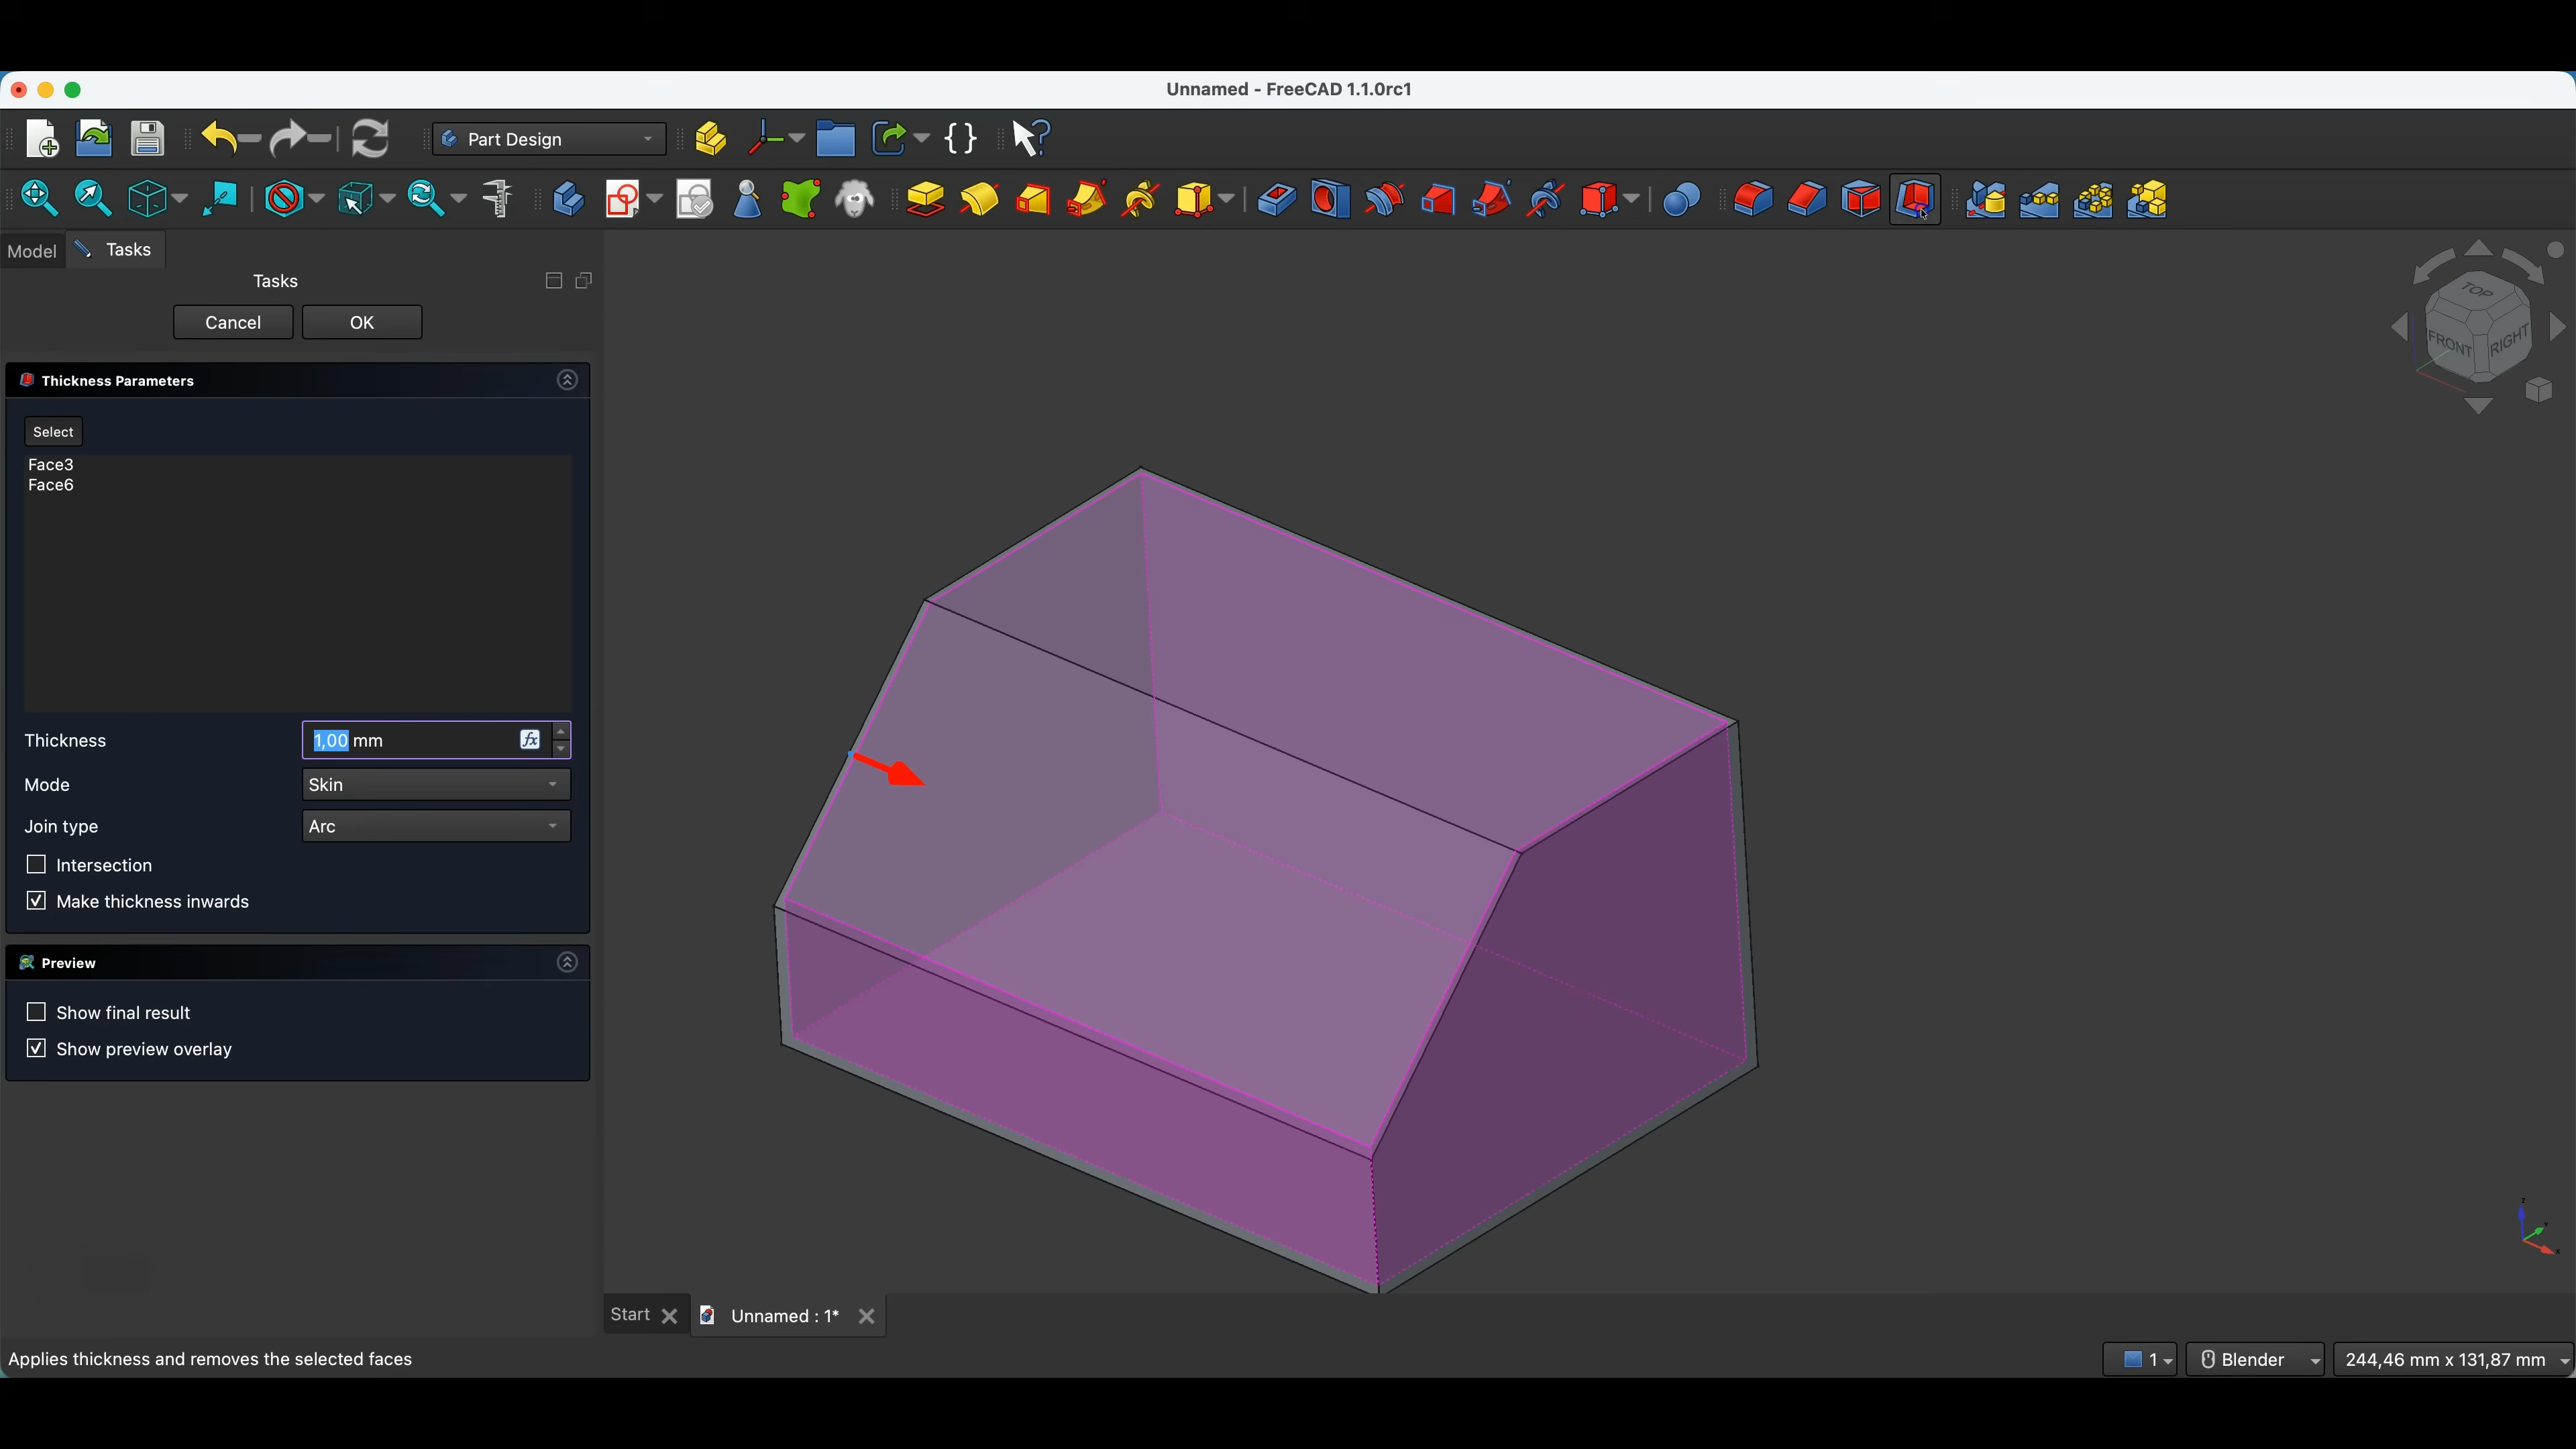 Unnamed - FreeCAD 1.1.0rc1
Part Design
Model
Tasks
Tasks
Cancel
OK
Thickness Parameters
Select
Face3
Face6
Thickness
1,00 mm
fx
Mode
Skin
Join type
Arc
Intersection
Make thickness inwards
Preview
Show final result
Show preview overlay
TOP
FRONT
RIGHT
Start
Unnamed : 1*
Applies thickness and removes the selected faces
1
Blender
244,46 mm x 131,87 mm